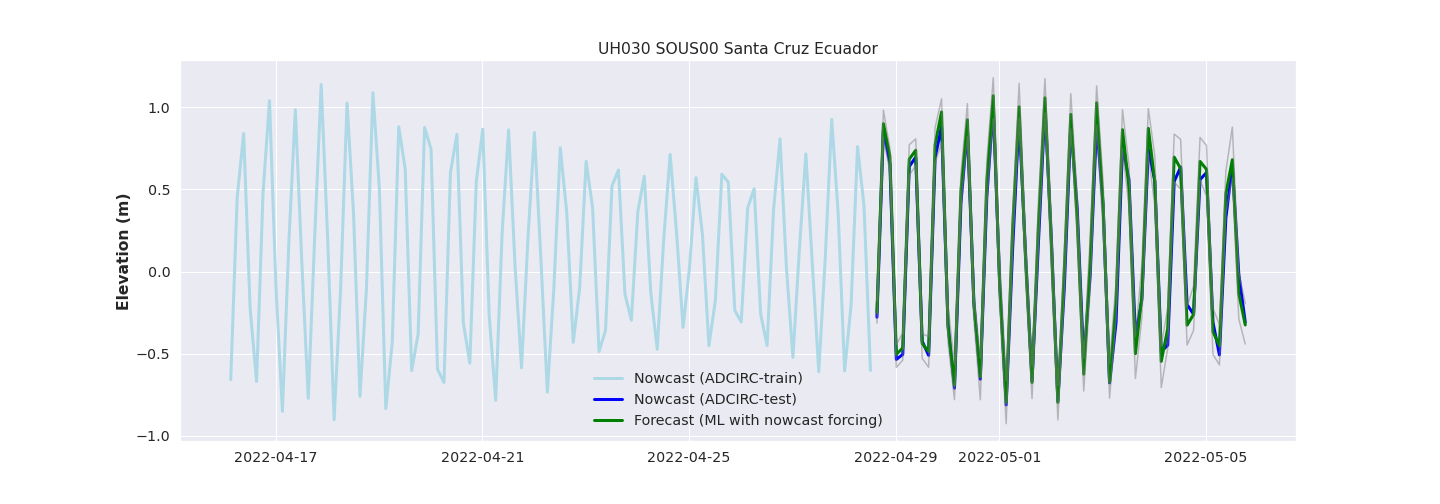 UH030 SOUS00 Santa Cruz Ecuador
Elevation (m)
1.0
0.5
0.0
−0.5
−1.0
Nowcast (ADCIRC-train)
Nowcast (ADCIRC-test)
Forecast (ML with nowcast forcing)
2022-04-17 2022-04-21 2022-04-25 2022-04-29 2022-05-01 2022-05-05